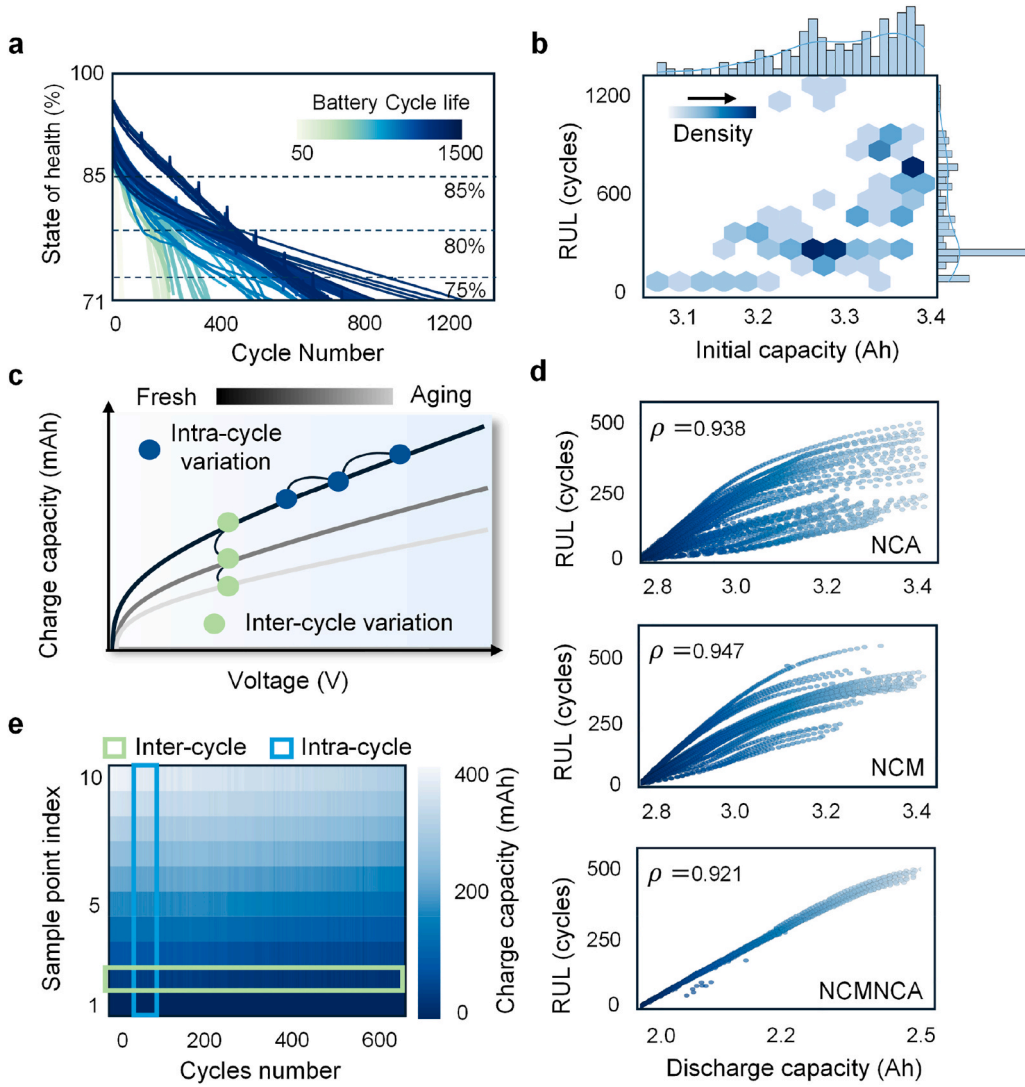 a
100
85
71
State of health (%)
Battery Cycle life
50
1500
85%
80%
75%
0
400
800
1200
Cycle Number
b
1200
600
0
RUL (cycles)
Density
3.1
3.2
3.3
3.4
Initial capacity (Ah)
c
Fresh
Aging
Charge capacity (mAh)
Intra-cycle
variation
Inter-cycle variation
Voltage (V)
d
500
250
0
RUL (cycles)
ρ =0.938
NCA
2.8
3.0
3.2
3.4
500
250
0
RUL (cycles)
ρ =0.947
NCM
2.8
3.0
3.2
3.4
500
250
0
RUL (cycles)
ρ =0.921
NCMNCA
2.0
2.2
2.5
Discharge capacity (Ah)
e
Inter-cycle
Intra-cycle
10
5
1
Sample point index
0
200
400
600
Cycles number
400
200
0
Charge capacity (mAh)